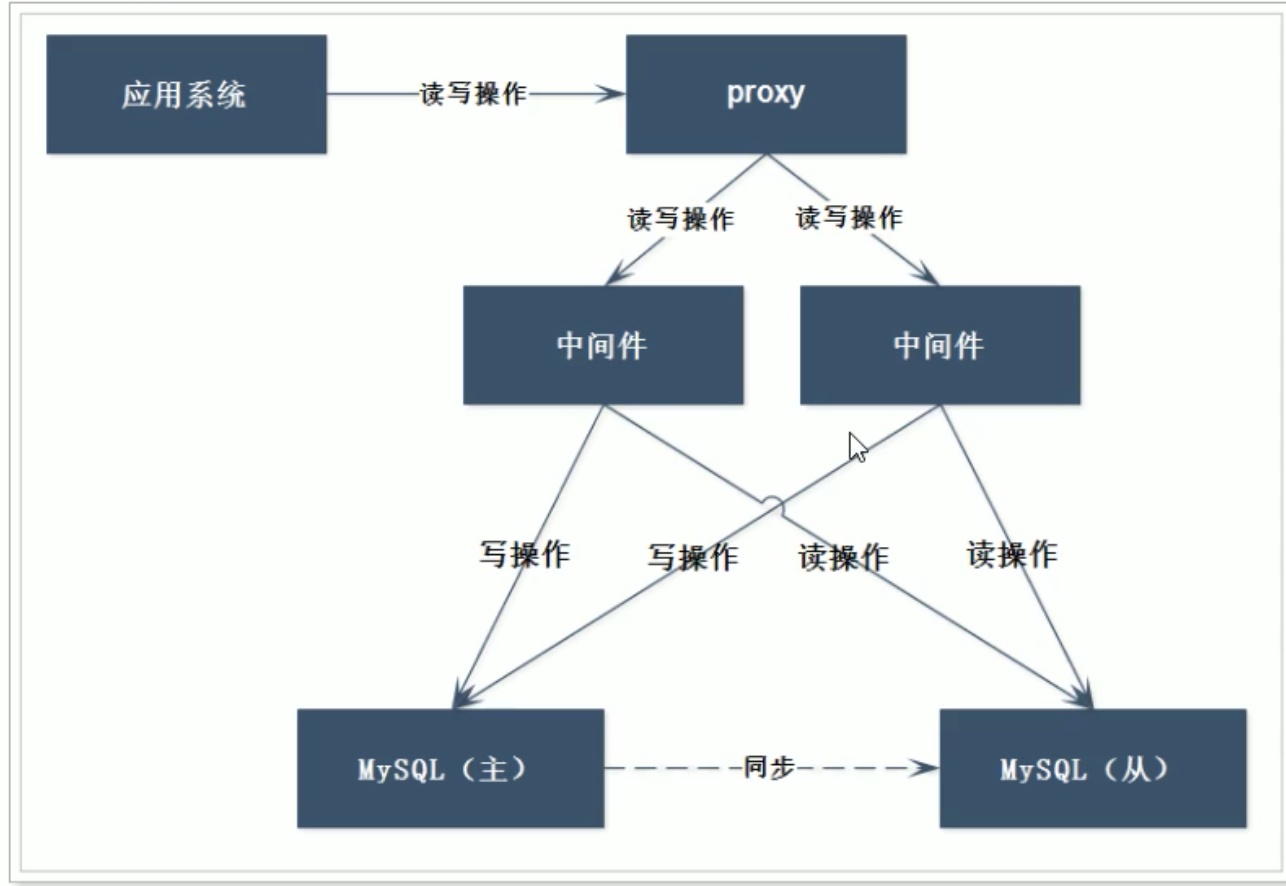 应用系统
读写操作
proxy
读写操作
读写操作
中间件
中间件
写操作
写操作
读操作
读操作
MySQL（主）
同步
MySQL（从）